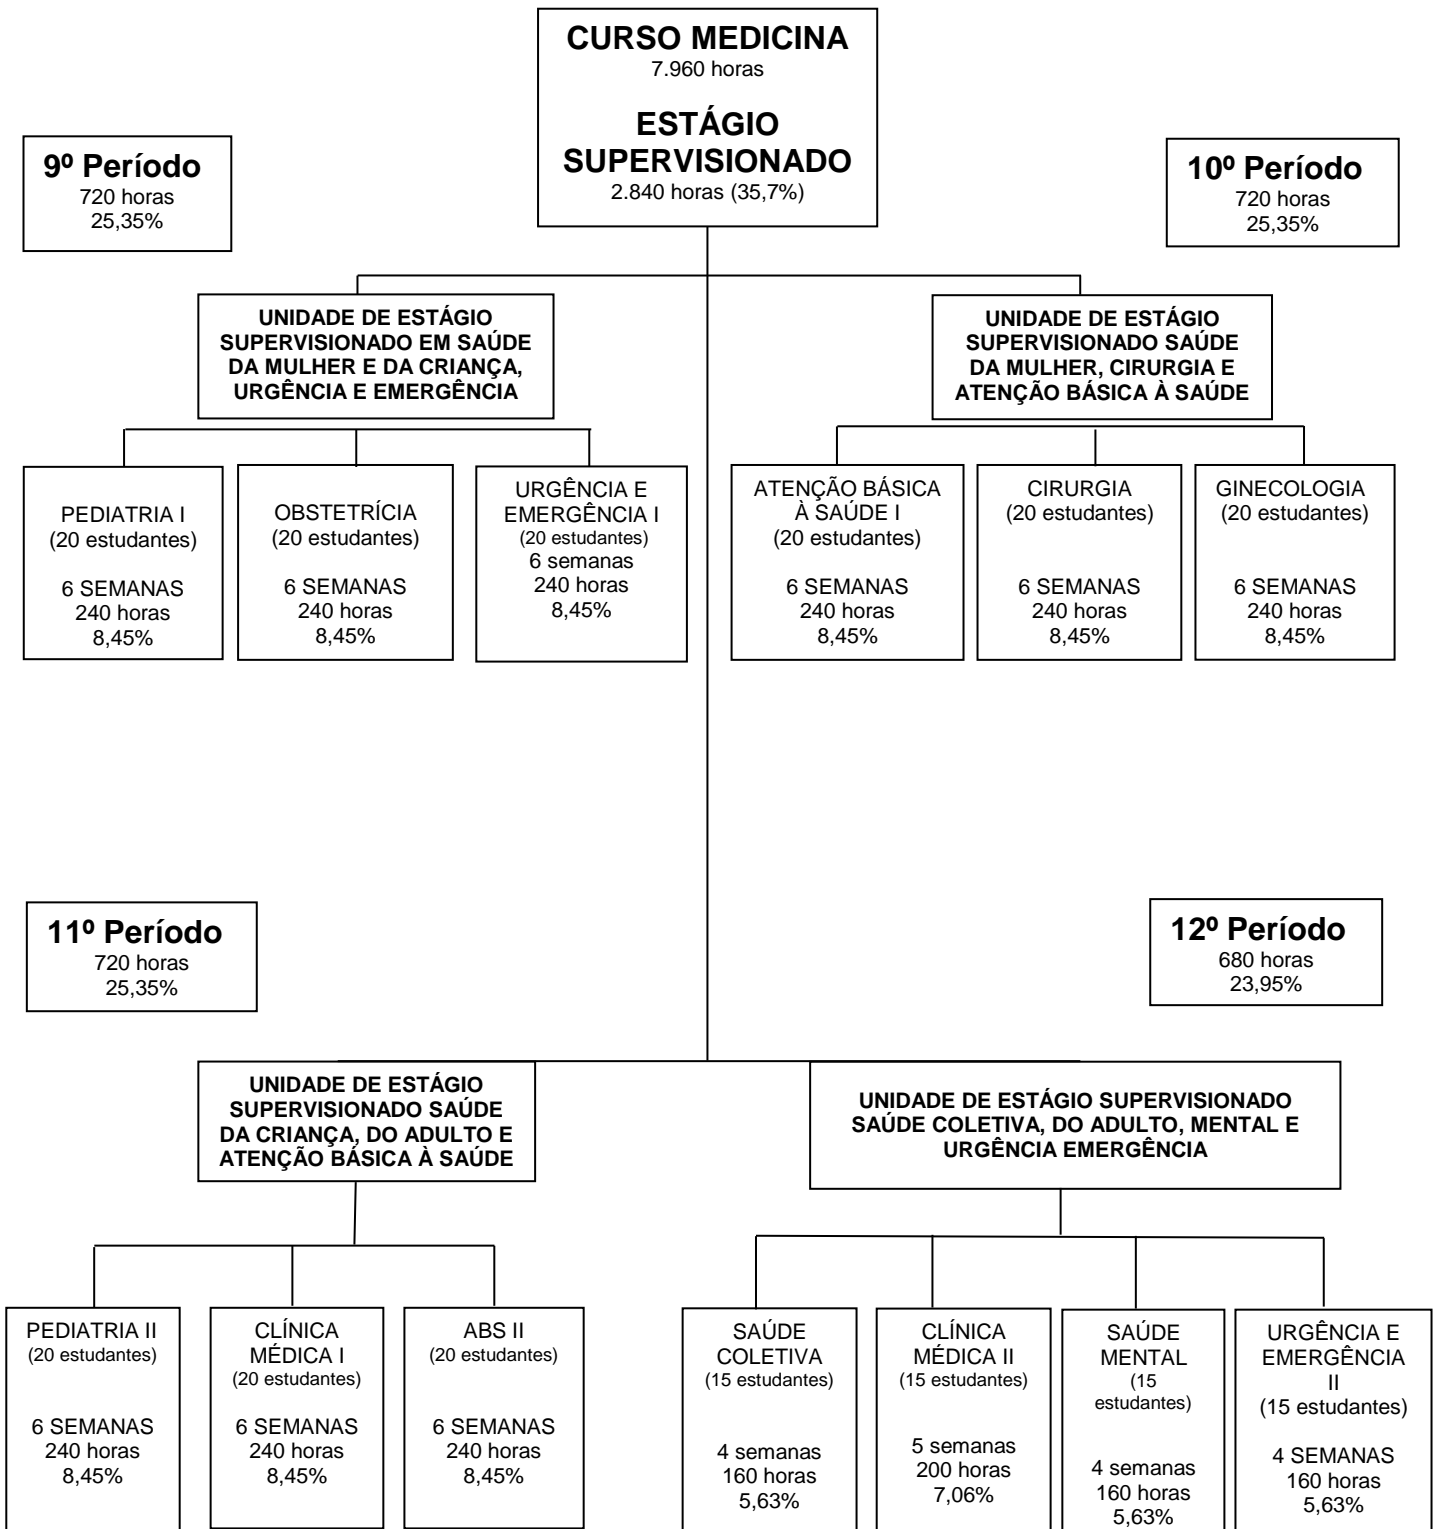 CURSO MEDICINA
7.960 horas
ESTÁGIO
SUPERVISIONADO
2.840 horas (35,7%)
9º Período
720 horas
25,35%
10º Período
720 horas
25,35%
UNIDADE DE ESTÁGIO
SUPERVISIONADO EM SAÚDE
DA MULHER E DA CRIANÇA,
URGÊNCIA E EMERGÊNCIA
UNIDADE DE ESTÁGIO
SUPERVISIONADO SAÚDE
DA MULHER, CIRURGIA E
ATENÇÃO BÁSICA À SAÚDE
PEDIATRIA I
(20 estudantes)
6 SEMANAS
240 horas
8,45%
OBSTETRÍCIA
(20 estudantes)
6 SEMANAS
240 horas
8,45%
URGÊNCIA E
EMERGÊNCIA I
(20 estudantes)
6 semanas
240 horas
8,45%
ATENÇÃO BÁSICA
À SAÚDE I
(20 estudantes)
6 SEMANAS
240 horas
8,45%
CIRURGIA
(20 estudantes)
6 SEMANAS
240 horas
8,45%
GINECOLOGIA
(20 estudantes)
6 SEMANAS
240 horas
8,45%
11º Período
720 horas
25,35%
12º Período
680 horas
23,95%
UNIDADE DE ESTÁGIO
SUPERVISIONADO SAÚDE
DA CRIANÇA, DO ADULTO E
ATENÇÃO BÁSICA À SAÚDE
UNIDADE DE ESTÁGIO SUPERVISIONADO
SAÚDE COLETIVA, DO ADULTO, MENTAL E
URGÊNCIA EMERGÊNCIA
PEDIATRIA II
(20 estudantes)
6 SEMANAS
240 horas
8,45%
CLÍNICA
MÉDICA I
(20 estudantes)
6 SEMANAS
240 horas
8,45%
ABS II
(20 estudantes)
6 SEMANAS
240 horas
8,45%
SAÚDE
COLETIVA
(15 estudantes)
4 semanas
160 horas
5,63%
CLÍNICA
MÉDICA II
(15 estudantes)
5 semanas
200 horas
7,06%
SAÚDE
MENTAL
(15
estudantes)
4 semanas
160 horas
5,63%
URGÊNCIA E
EMERGÊNCIA
II
(15 estudantes)
4 SEMANAS
160 horas
5,63%